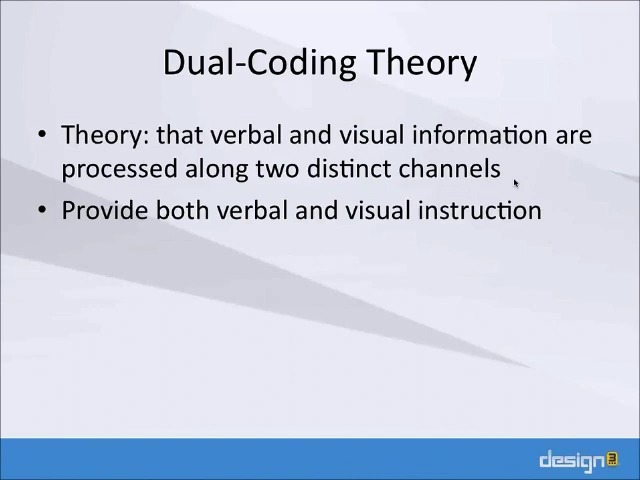 Dual-Coding Theory
• Theory: that verbal and visual information are
processed along two distinct channels
• Provide both verbal and visual instruction
design3